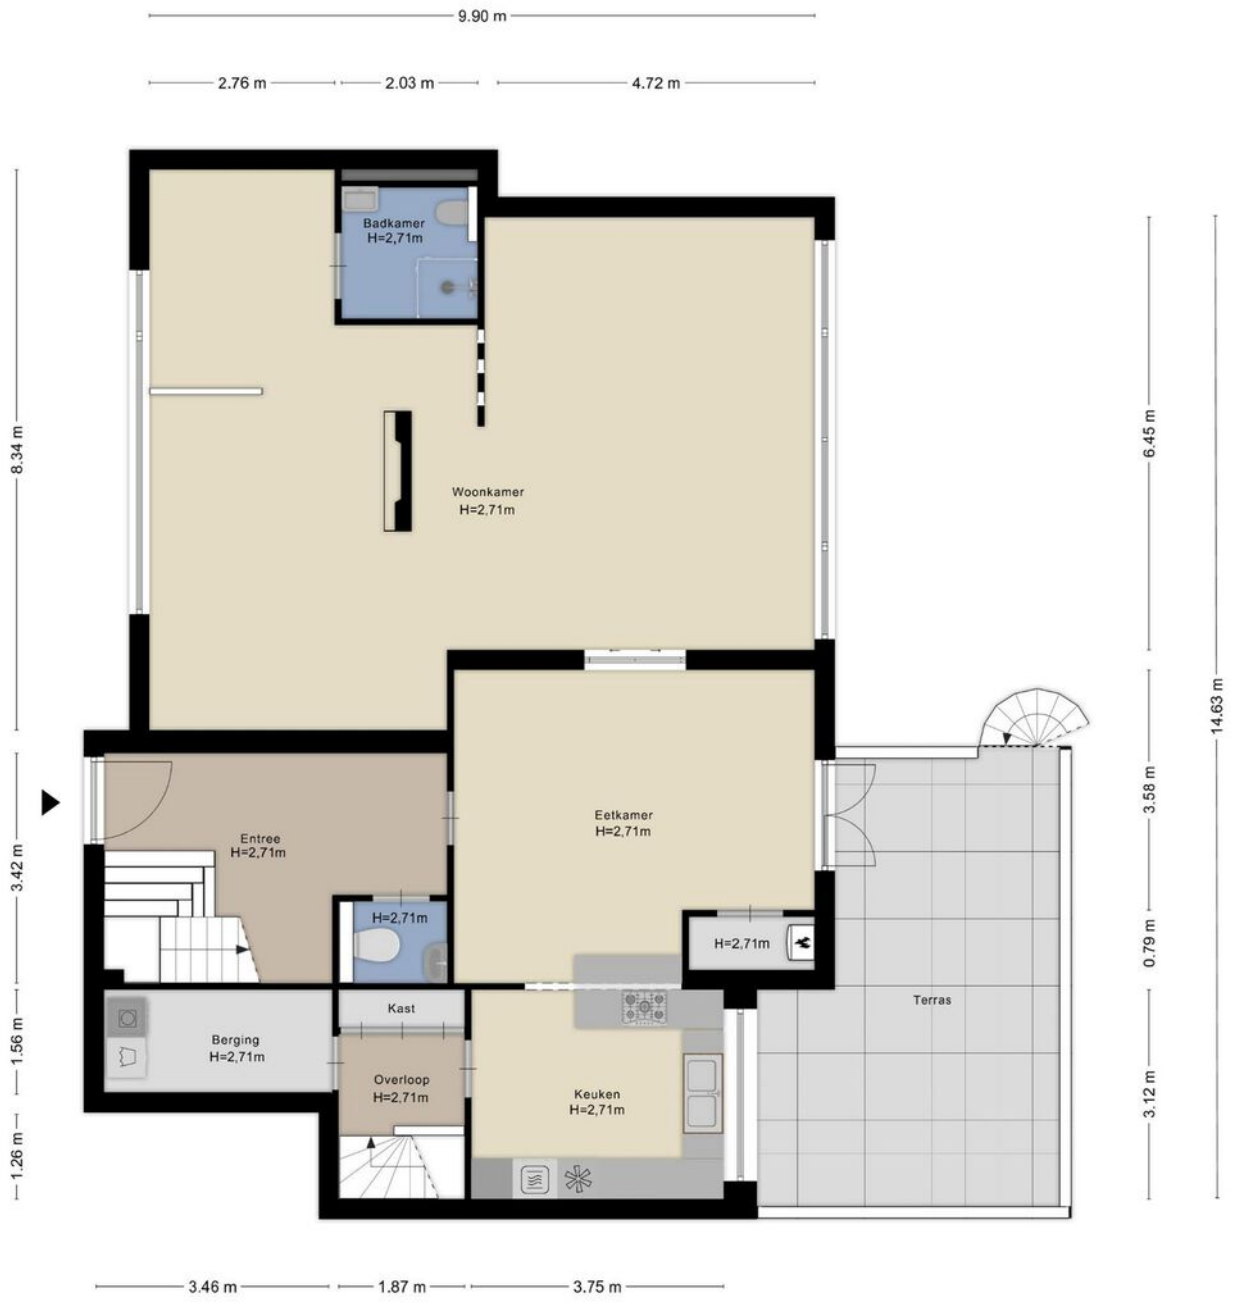 9.90 m
2.76 m
2.03 m
4.72 m
Badkamer
H=2,71m
8.34 m
6.45 m
Woonkamer
H=2,71m
14.63 m
Eetkamer
H=2,71m
3.58 m
Entree
H=2,71m
3.42 m
H=2,71m
H=2,71m
0.79 m
Terras
Kast
Berging
H=2,71m
1.56 m
Overloop
H=2,71m
Keuken
H=2,71m
3.12 m
1.26 m
3.46 m
1.87 m
3.75 m